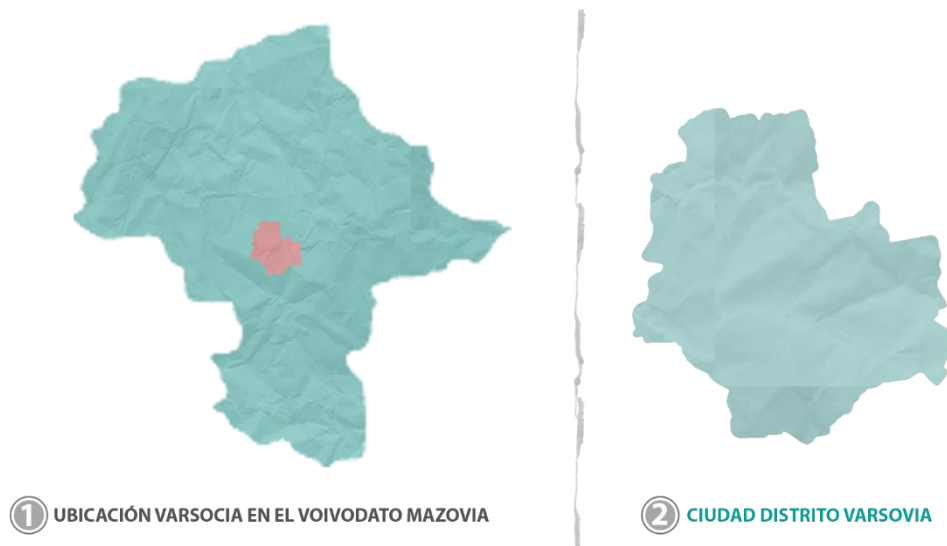 1 UBICACIÓN VARSOCIA EN EL VOIVODATO MAZOVIA
2 CIUDAD DISTRITO VARSOVIA